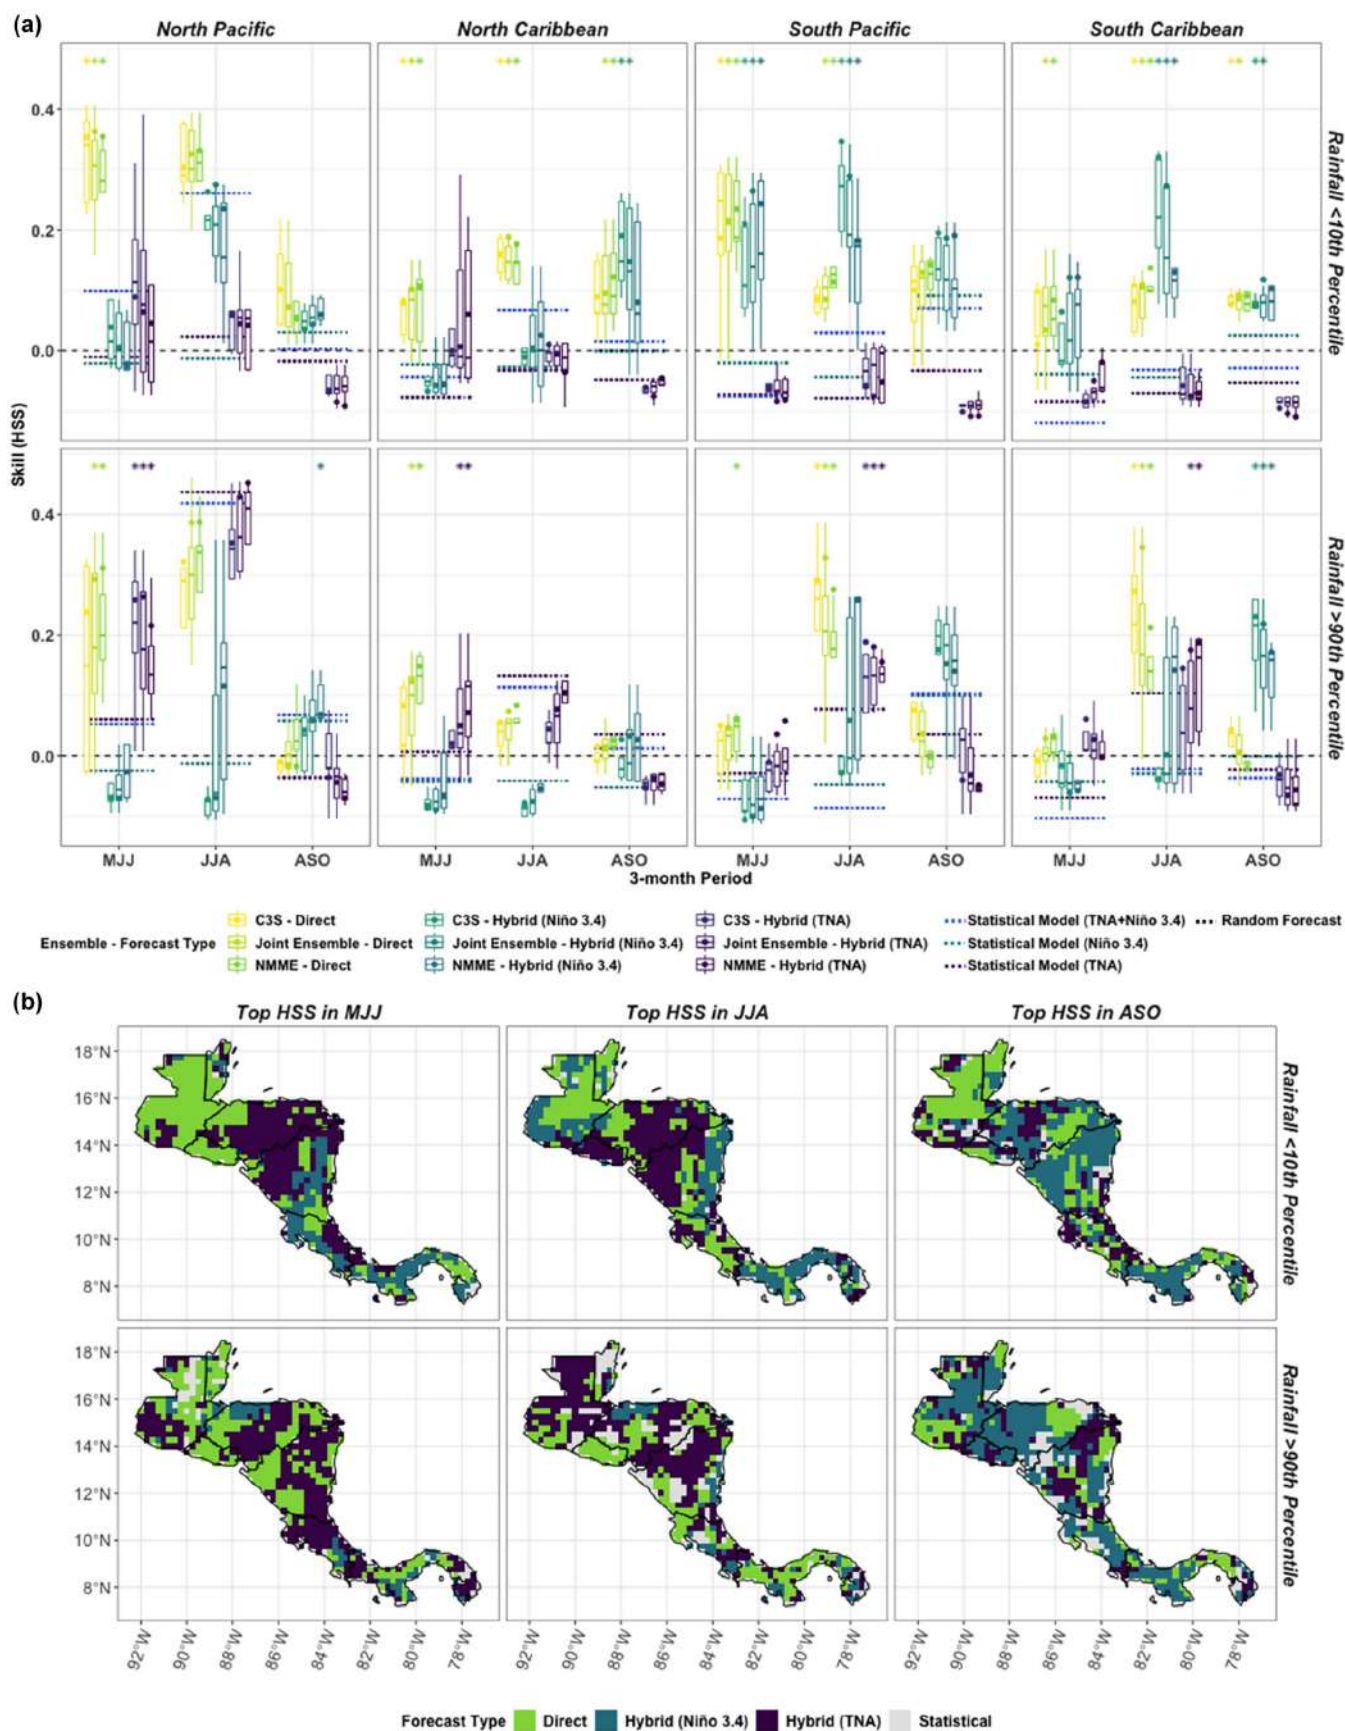 (a)
North Pacific
North Caribbean
South Pacific
South Caribbean
Rainfall <10th Percentile
Rainfall >90th Percentile
Skill (HSS)
0.4
0.2
0.0
0.4
0.2
0.0
MJJ
JJA
ASO
MJJ
JJA
ASO
MJJ
JJA
ASO
MJJ
JJA
ASO
3-month Period
Ensemble - Forecast Type
C3S - Direct
Joint Ensemble - Direct
NMME - Direct
C3S - Hybrid (Niño 3.4)
Joint Ensemble - Hybrid (Niño 3.4)
NMME - Hybrid (Niño 3.4)
C3S - Hybrid (TNA)
Joint Ensemble - Hybrid (TNA)
NMME - Hybrid (TNA)
Statistical Model (TNA+Niño 3.4)
Statistical Model (Niño 3.4)
Statistical Model (TNA)
Random Forecast
(b)
Top HSS in MJJ
Top HSS in JJA
Top HSS in ASO
18°N
16°N
14°N
12°N
10°N
8°N
Rainfall <10th Percentile
18°N
16°N
14°N
12°N
10°N
8°N
Rainfall >90th Percentile
92°W
90°W
88°W
86°W
84°W
82°W
80°W
78°W
92°W
90°W
88°W
86°W
84°W
82°W
80°W
78°W
92°W
90°W
88°W
86°W
84°W
82°W
80°W
78°W
Forecast Type
Direct
Hybrid (Niño 3.4)
Hybrid (TNA)
Statistical